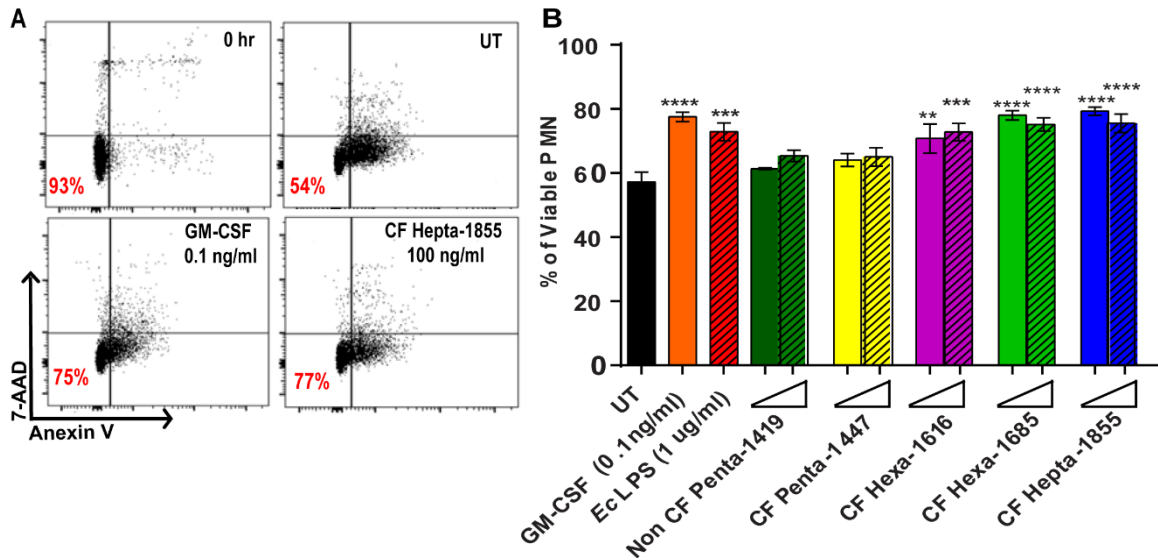 A
0 hr
93%
UT
54%
GM-CSF
0.1 ng/ml
75%
CF Hepta-1855
100 ng/ml
77%
7-AAD
Anexin V
B
% of Viable PMN
100
80
60
40
20
0
****
***
**
***
****
****
****
****
UT
GM-CSF (0 .1ng/ml)
Ec L PS (1 ug/ml)
Non CF Penta-1419
CF Penta-1447
CF Hexa-1616
CF Hexa-1685
CF Hepta-1855